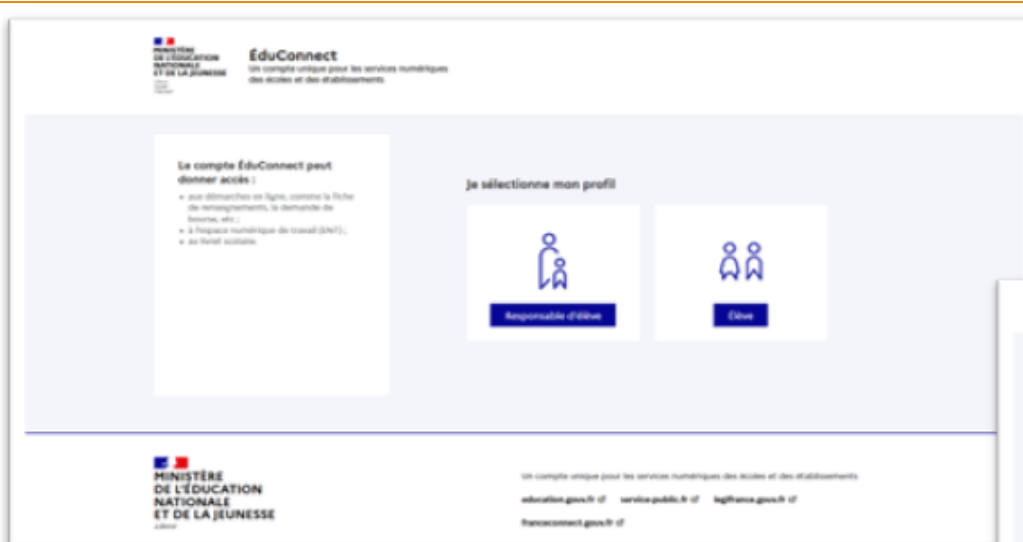 MINISTÈRE
DE L'ÉDUCATION
NATIONALE
ET DE LA JEUNESSE
ÉduConnect
Un compte unique pour les services numériques
des écoles et des établissements
Le compte ÉduConnect peut
donner accès :
• aux démarches en ligne, comme la fiche
de renseignements, la demande de
bourse, etc ;
• à l'espace numérique de travail (ENT) ;
• au livret scolaire.
Je sélectionne mon profil
Responsable d'élève
Élève
MINISTÈRE
DE L'ÉDUCATION
NATIONALE
ET DE LA JEUNESSE
Un compte unique pour les services numériques des écoles et des établissements
education.gouv.fr service-public.fr legifrance.gouv.fr
franceconnect.gouv.fr